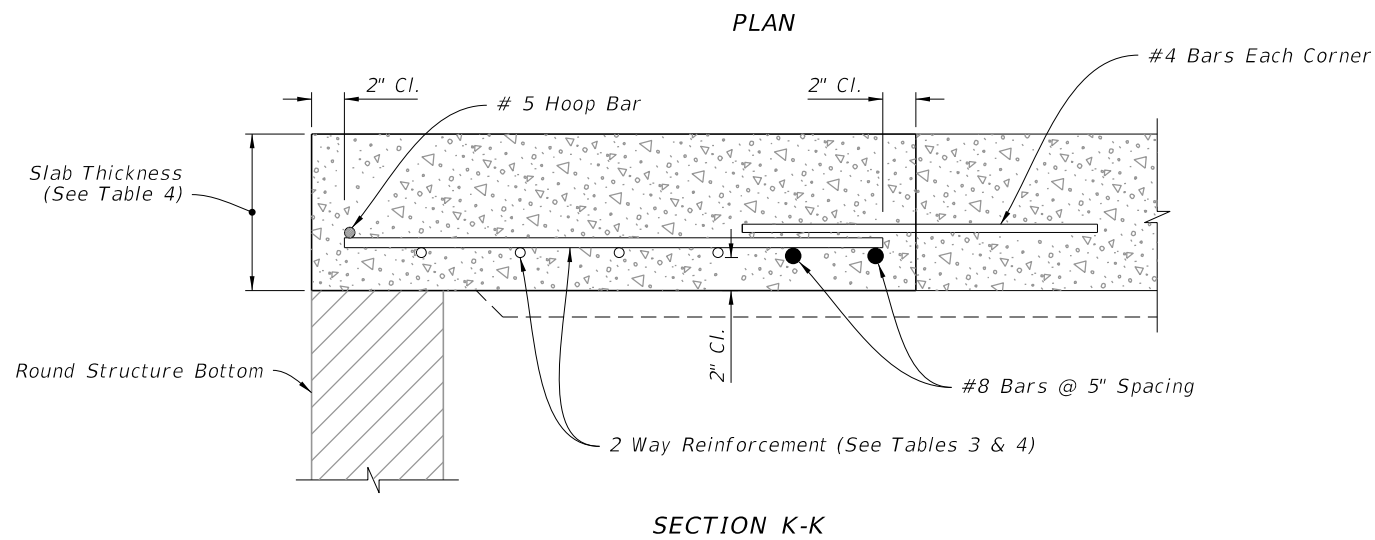 PLAN
#4 Bars Each Corner
2" Cl.
2" Cl.
# 5 Hoop Bar
Slab Thickness
(See Table 4)
2" Cl.
Round Structure Bottom
#8 Bars @ 5" Spacing
2 Way Reinforcement (See Tables 3 & 4)
SECTION K-K